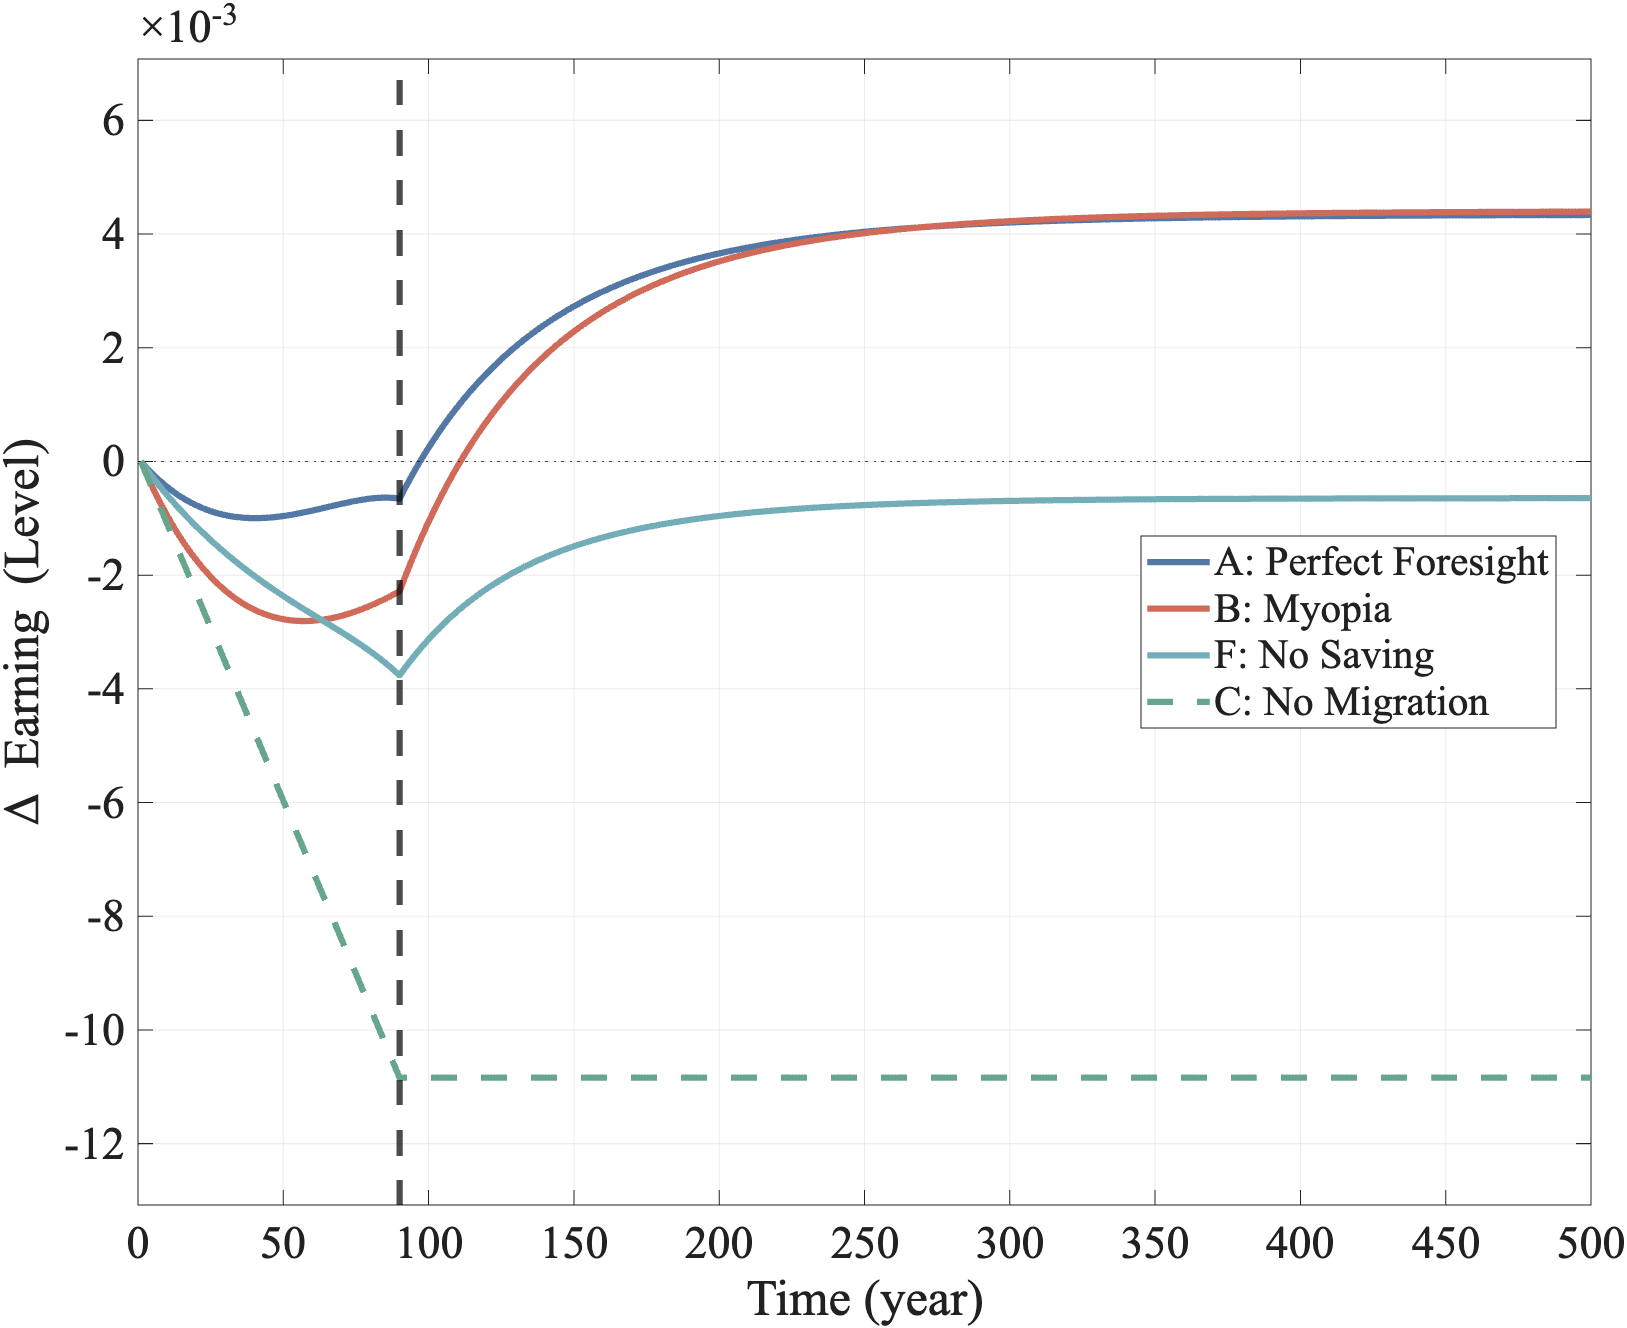 ×10-3
6
4
2
0
-2
-4
-6
-8
-10
-12
Δ Earning (Level)
A: Perfect Foresight
B: Myopia
F: No Saving
C: No Migration
0 50 100 150 200 250 300 350 400 450 500
Time (year)